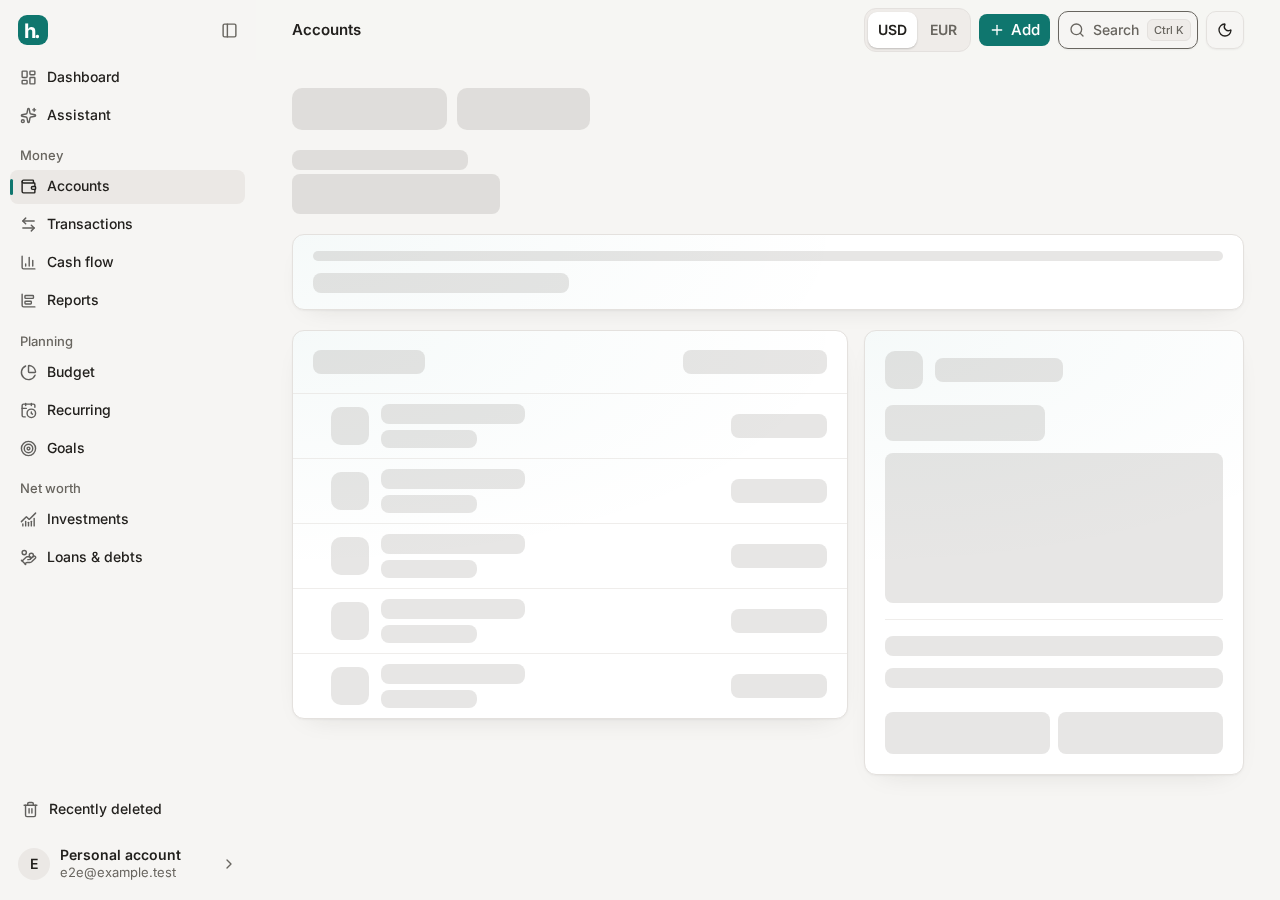 h.
Dashboard
Assistant
Money
Accounts
Transactions
Cash flow
Reports
Planning
Budget
Recurring
Goals
Net worth
Investments
Loans & debts
Recently deleted
E
Personal account
e2e@example.test
Accounts
USD EUR
Add
Search Ctrl K